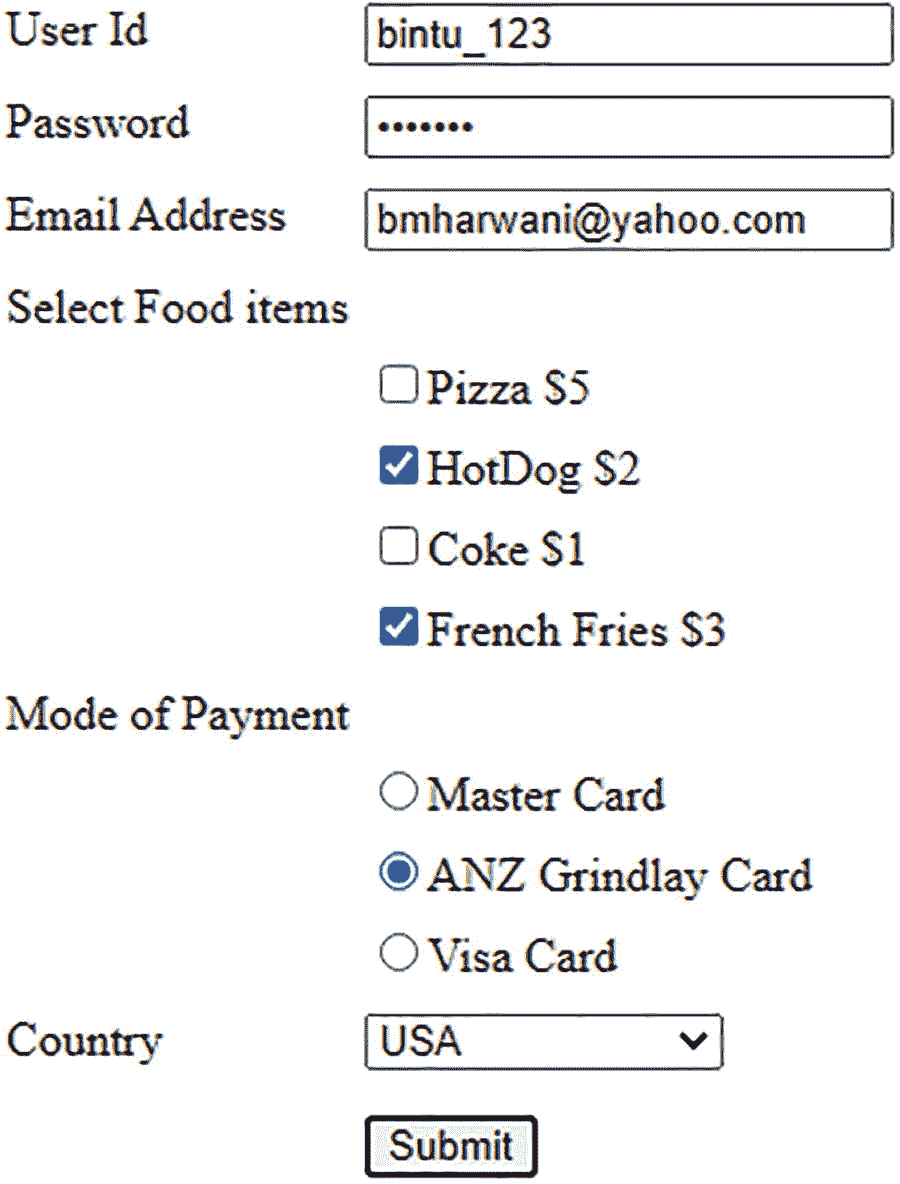 User Id bintu_123
Password •••••••
Email Address bmharwani@yahoo.com
Select Food items
Pizza $5
HotDog $2
Coke $1
French Fries $3
Mode of Payment
Master Card
ANZ Grindlay Card
Visa Card
Country USA
Submit